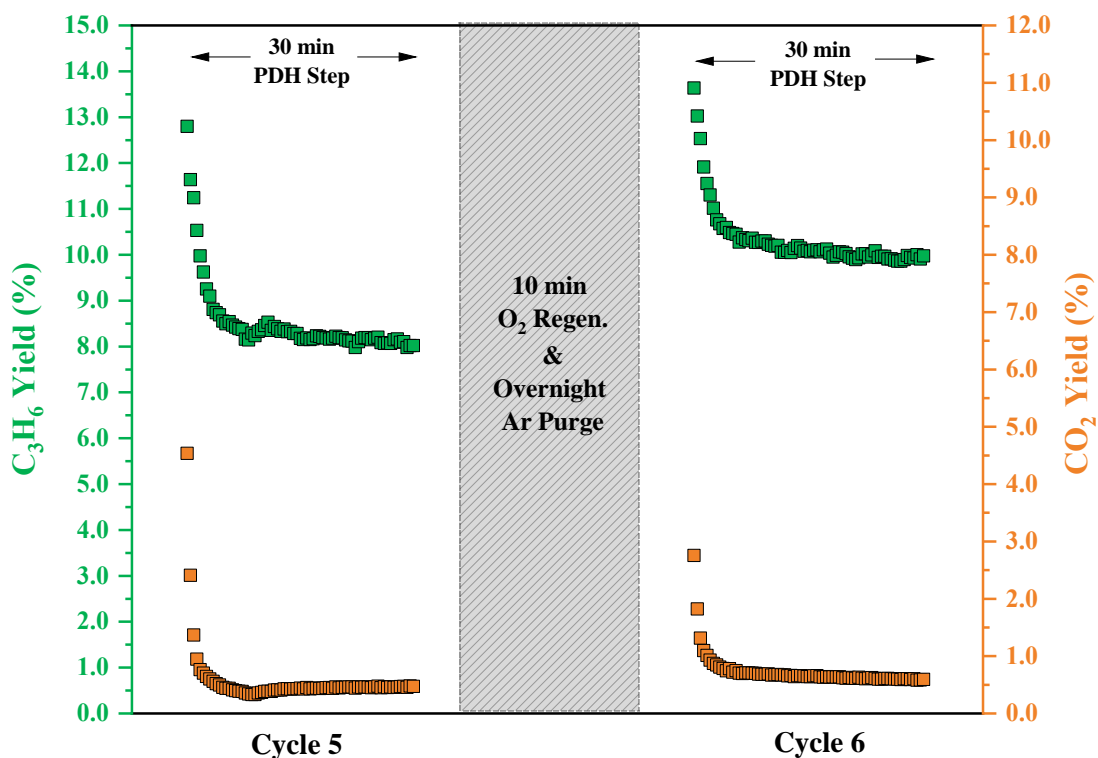 C₃H₆ Yield (%)
15.0
14.0
13.0
12.0
11.0
10.0
9.0
8.0
7.0
6.0
5.0
4.0
3.0
2.0
1.0
0.0
30 min
PDH Step
10 min
O₂ Regen.
&
Overnight
Ar Purge
30 min
PDH Step
12.0
11.0
10.0
9.0
8.0
7.0
6.0
5.0
4.0
3.0
2.0
1.0
0.0
CO₂ Yield (%)
Cycle 5
Cycle 6